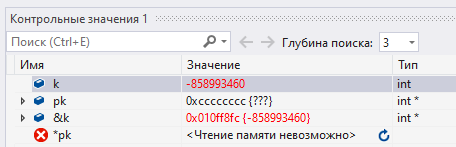 Контрольные значения 1
Поиск (Ctrl+E) Глубина поиска: 3
Имя Значение Тип
k -858993460 int
pk 0xcccccccc {???} int *
&k 0x010ff8fc {-858993460} int *
*pk <Чтение памяти невозможно>